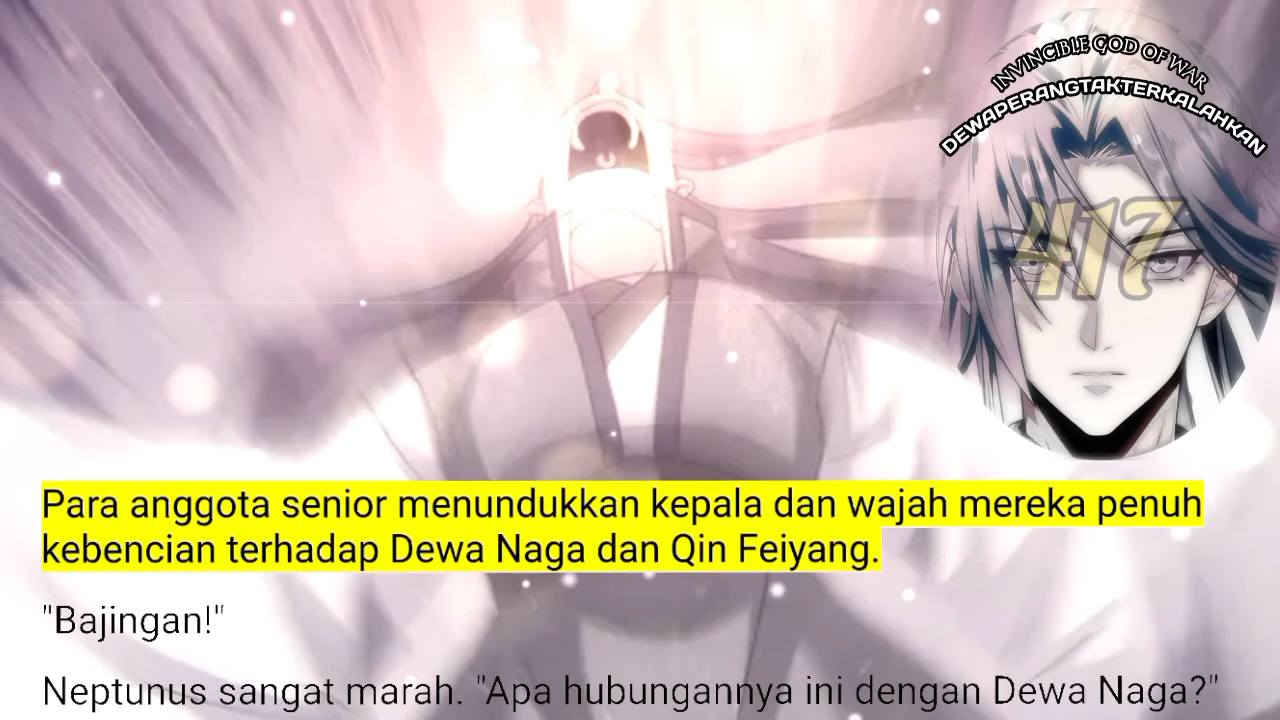 INVINCIBLE GOD OF WAR
DEWAPERANGTAKTERKALAHKAN
417
Para anggota senior menundukkan kepala dan wajah mereka penuh
kebencian terhadap Dewa Naga dan Qin Feiyang.
"Bajingan!"
Neptunus sangat marah. "Apa hubungannya ini dengan Dewa Naga?"